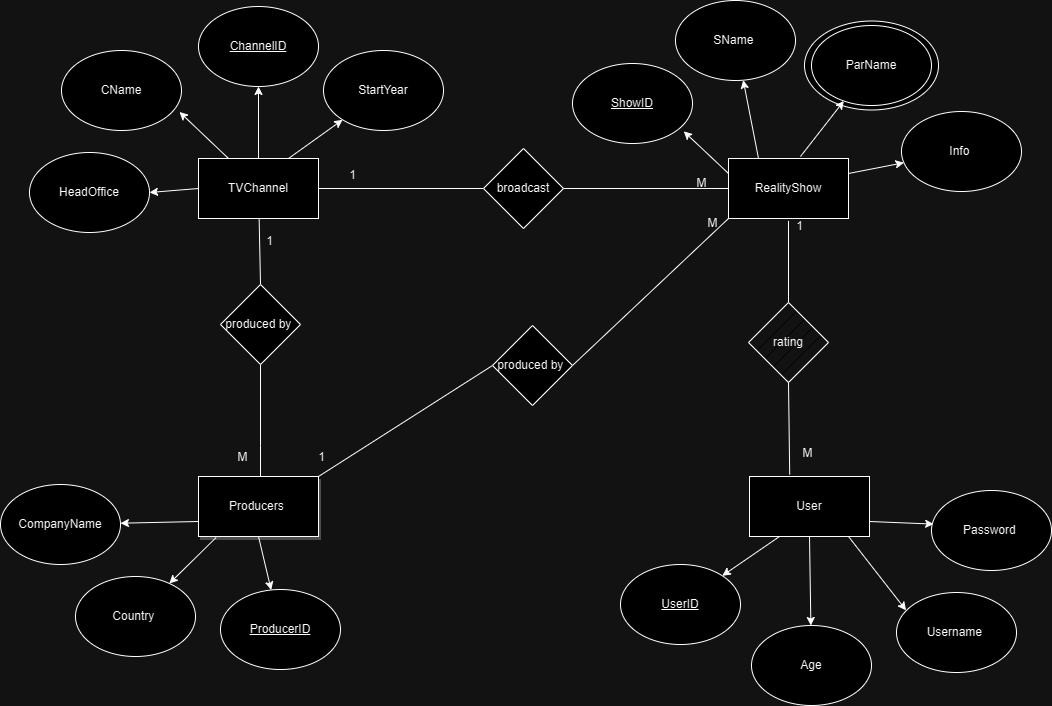 SName
ChannelID
ParName
CName
StartYear
ShowID
Info
HeadOffice
TVChannel
1
broadcast
M
RealityShow
1
M
1
produced by
rating
produced by
M
1
M
Producers
User
CompanyName
Password
Country
ProducerID
UserID
Username
Age